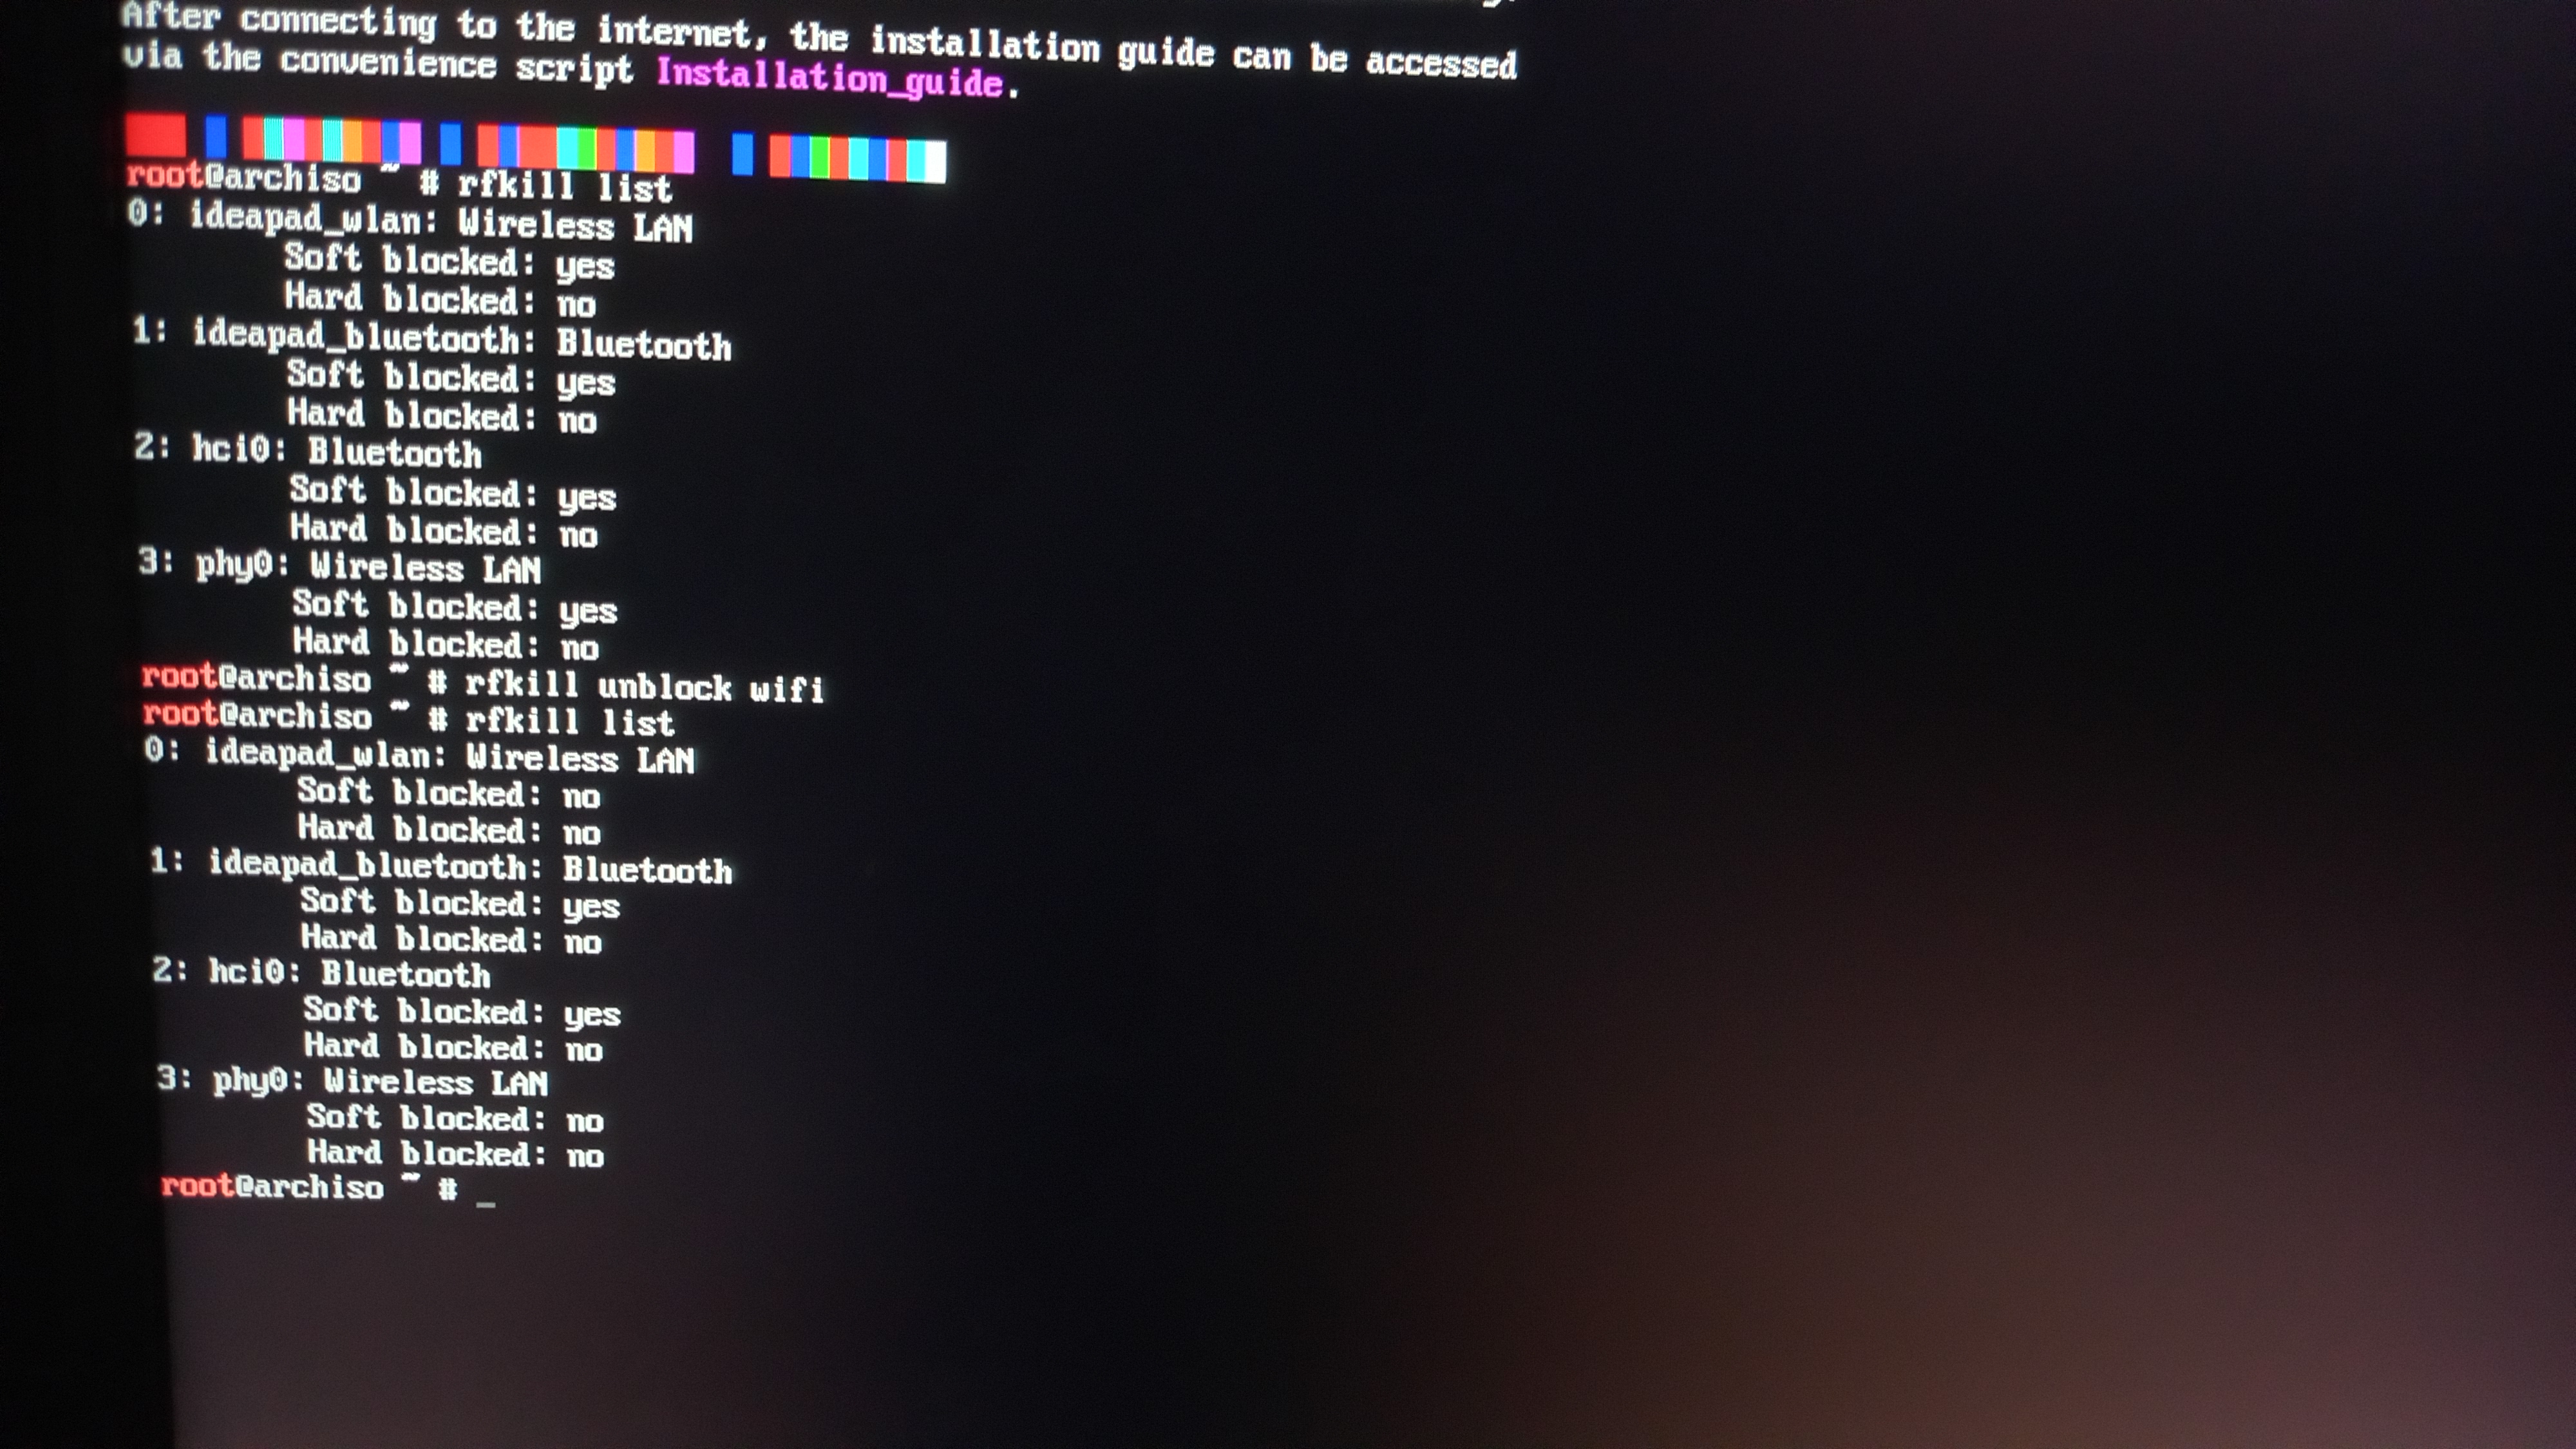 After connecting to the internet, the installation guide can be accessed
via the convenience script Installation_guide.
root@archiso ~ # rfkill list
0: ideapad_wlan: Wireless LAN
Soft blocked: yes
Hard blocked: no
1: ideapad_bluetooth: Bluetooth
Soft blocked: yes
Hard blocked: no
2: hci0: Bluetooth
Soft blocked: yes
Hard blocked: no
3: phy0: Wireless LAN
Soft blocked: yes
Hard blocked: no
root@archiso ~ # rfkill unblock wifi
root@archiso ~ # rfkill list
0: ideapad_wlan: Wireless LAN
Soft blocked: no
Hard blocked: no
1: ideapad_bluetooth: Bluetooth
Soft blocked: yes
Hard blocked: no
2: hci0: Bluetooth
Soft blocked: yes
Hard blocked: no
3: phy0: Wireless LAN
Soft blocked: no
Hard blocked: no
root@archiso ~ # _